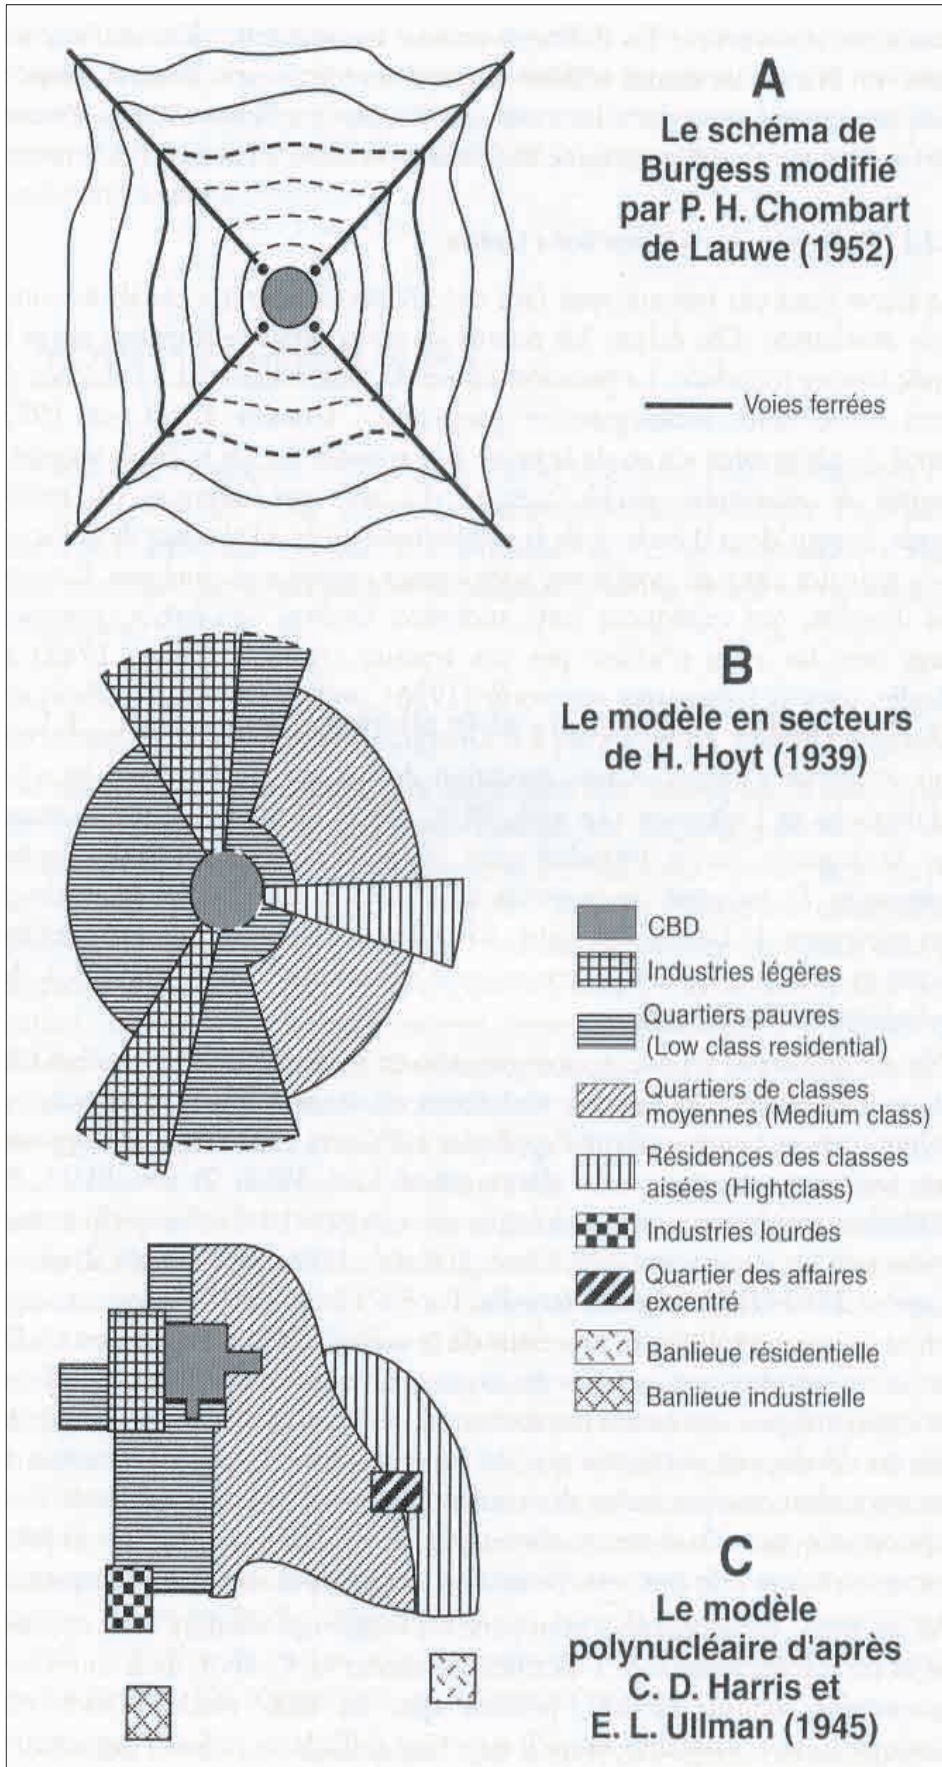 A
Le schéma de
Burgess modifié
par P. H. Chombart
de Lauwe (1952)
Voies ferrées
B
Le modèle en secteurs
de H. Hoyt (1939)
CBD
Industries légères
Quartiers pauvres
(Low class residential)
Quartiers de classes
moyennes (Medium class)
Résidences des classes
aisées (Hightclass)
Industries lourdes
Quartier des affaires
excentré
Banlieue résidentielle
Banlieue industrielle
C
Le modèle
polynucléaire d'après
C. D. Harris et
E. L. Ullman (1945)